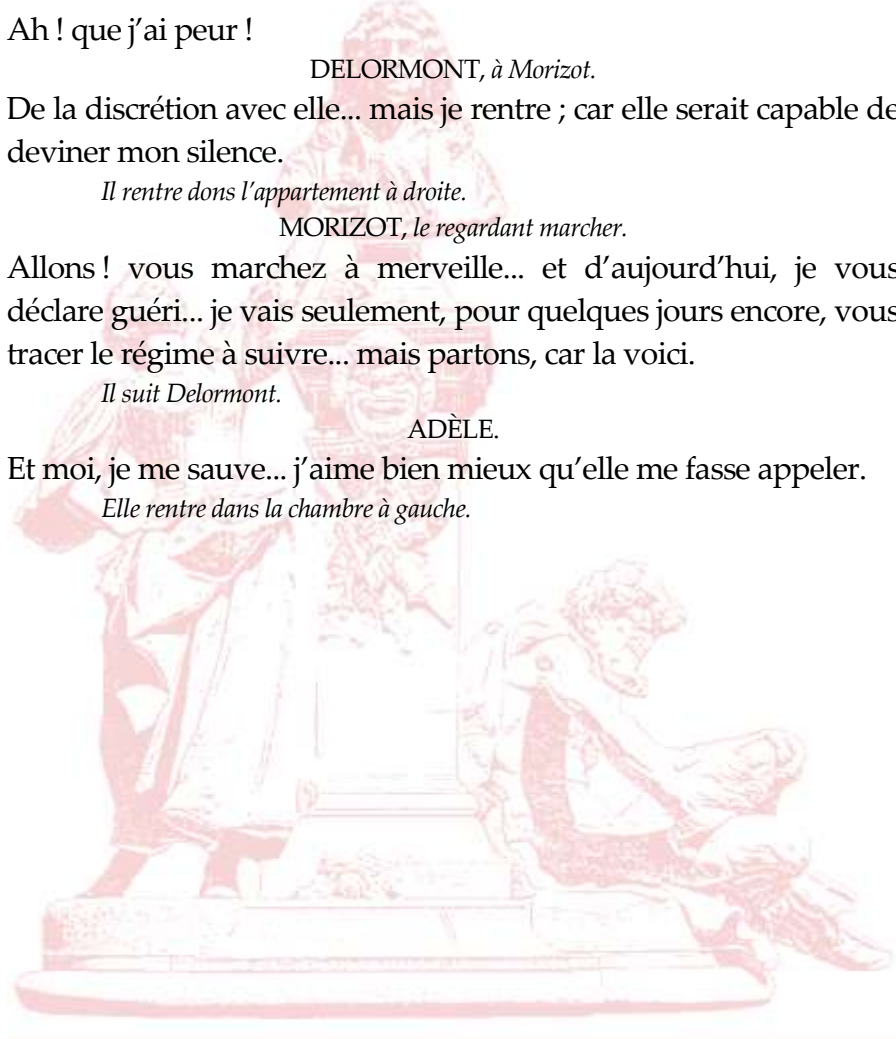 Ah ! que j’ai peur !
DELORMONT, à Morizot.
De la discrétion avec elle... mais je rentre ; car elle serait capable de
deviner mon silence.
Il rentre dons l’appartement à droite.
MORIZOT, le regardant marcher.
Allons ! vous marchez à merveille... et d’aujourd’hui, je vous
déclare guéri... je vais seulement, pour quelques jours encore, vous
tracer le régime à suivre... mais partons, car la voici.
Il suit Delormont.
ADÈLE.
Et moi, je me sauve... j’aime bien mieux qu’elle me fasse appeler.
Elle rentre dans la chambre à gauche.